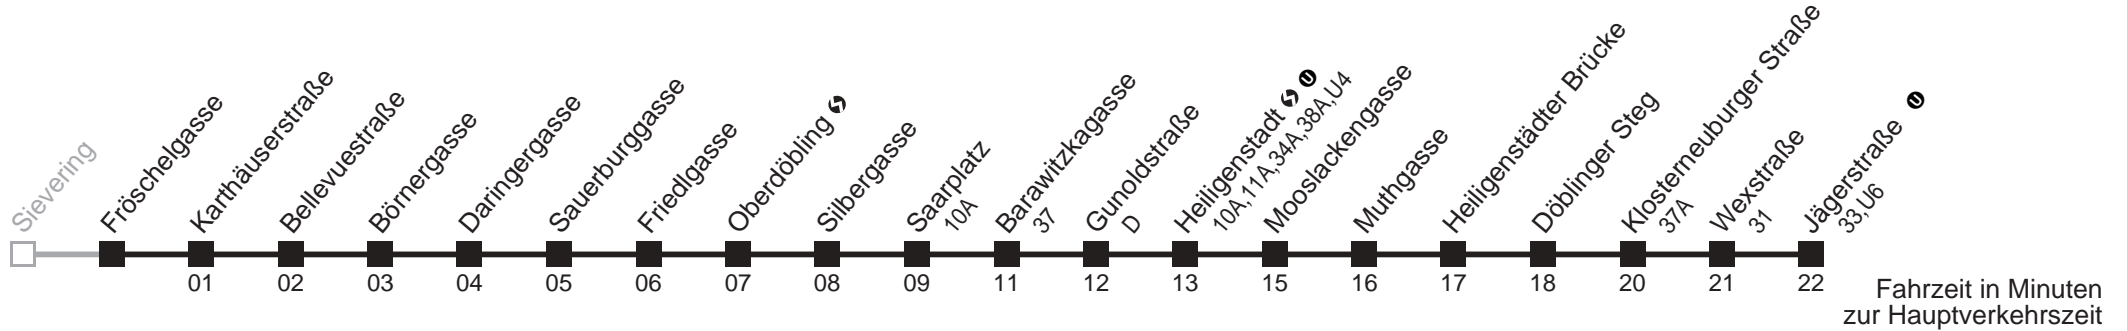 Sievering
Fröschelgasse
Karthäuserstraße
01
Bellevuestraße
02
Börnergasse
03
Daringergasse
04
Sauerburggasse
05
Friedlgasse
06
Oberdöbling
07
Silbergasse
08
Saarplatz
10A
09
Barawitzkagasse
37
11
Gunoldstraße
D
12
Heiligenstadt U
10A,11A,34A,38A,U4
13
Mooslackengasse
15
Muthgasse
16
Heiligenstädter Brücke
17
Döblinger Steg
18
Klosterneuburger Straße
37A
20
Wexstraße
31
21
Jägerstraße U
33,U6
22
Fahrzeit in Minuten
zur Hauptverkehrszeit